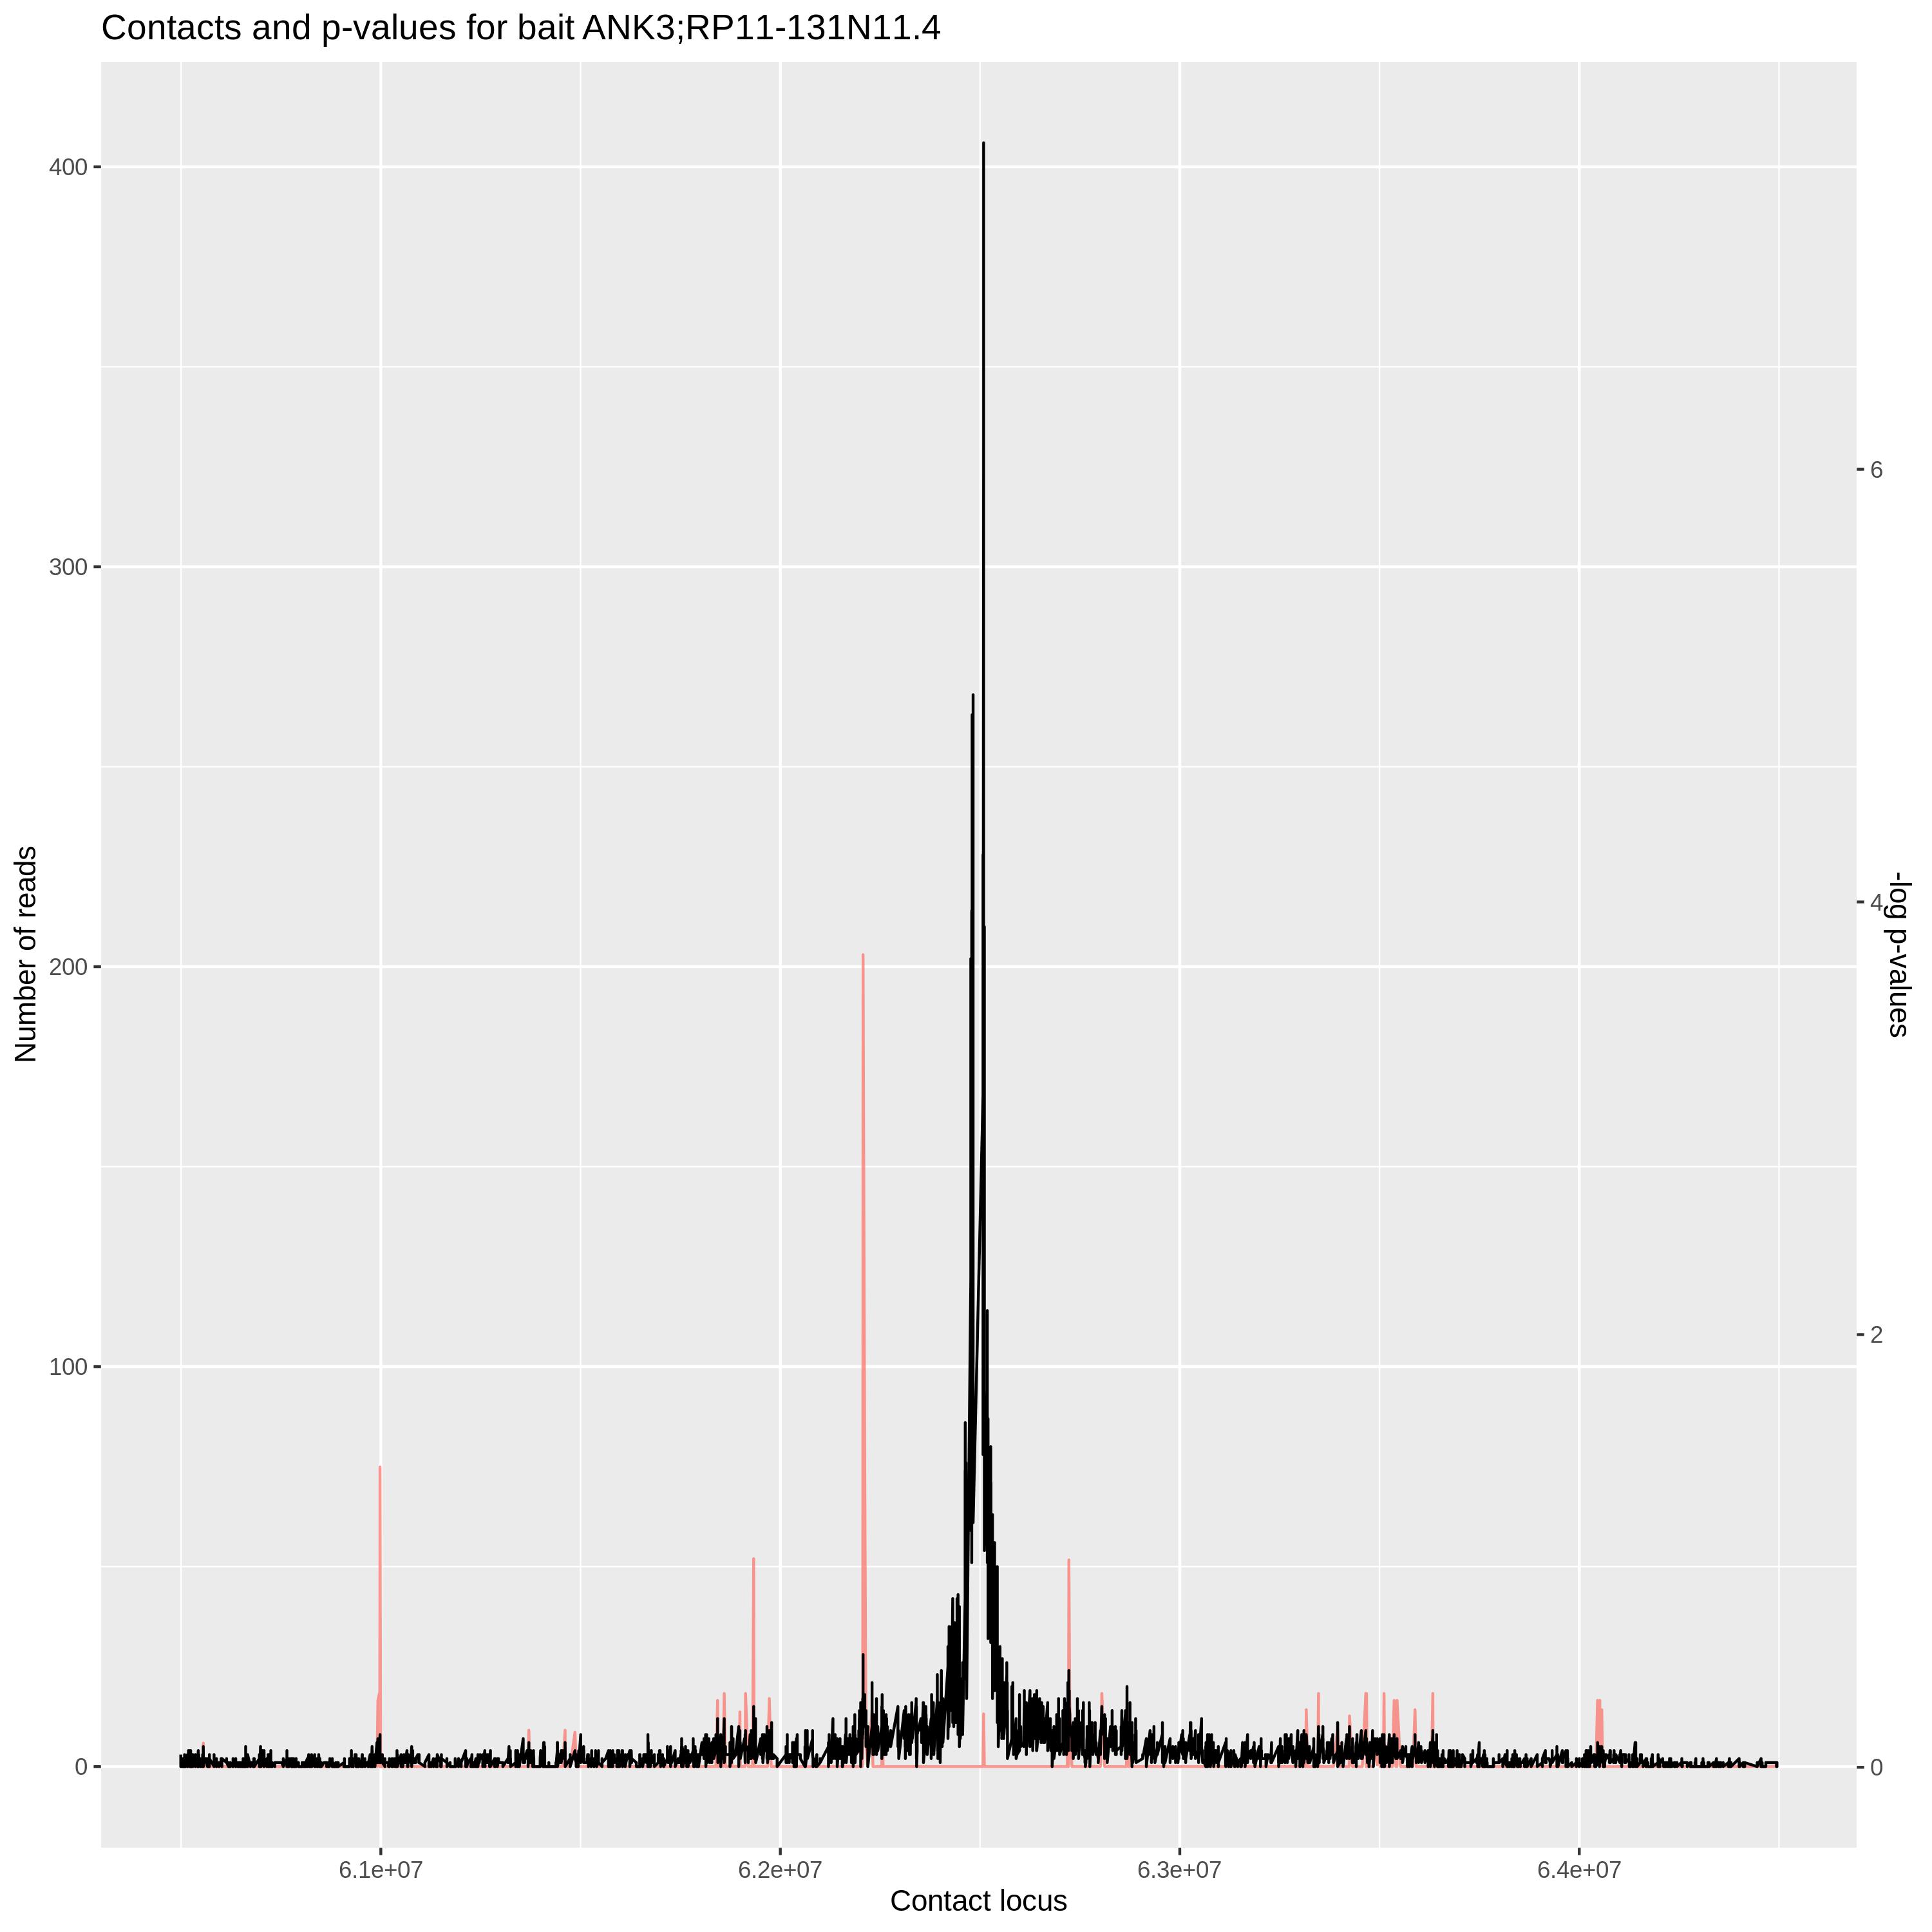 Contacts and p-values for bait ANK3;RP11-131N11.4
Number of reads
400
300
200
100
0
6
4
2
0
-log p-values
6.1e+07
6.2e+07
6.3e+07
6.4e+07
Contact locus